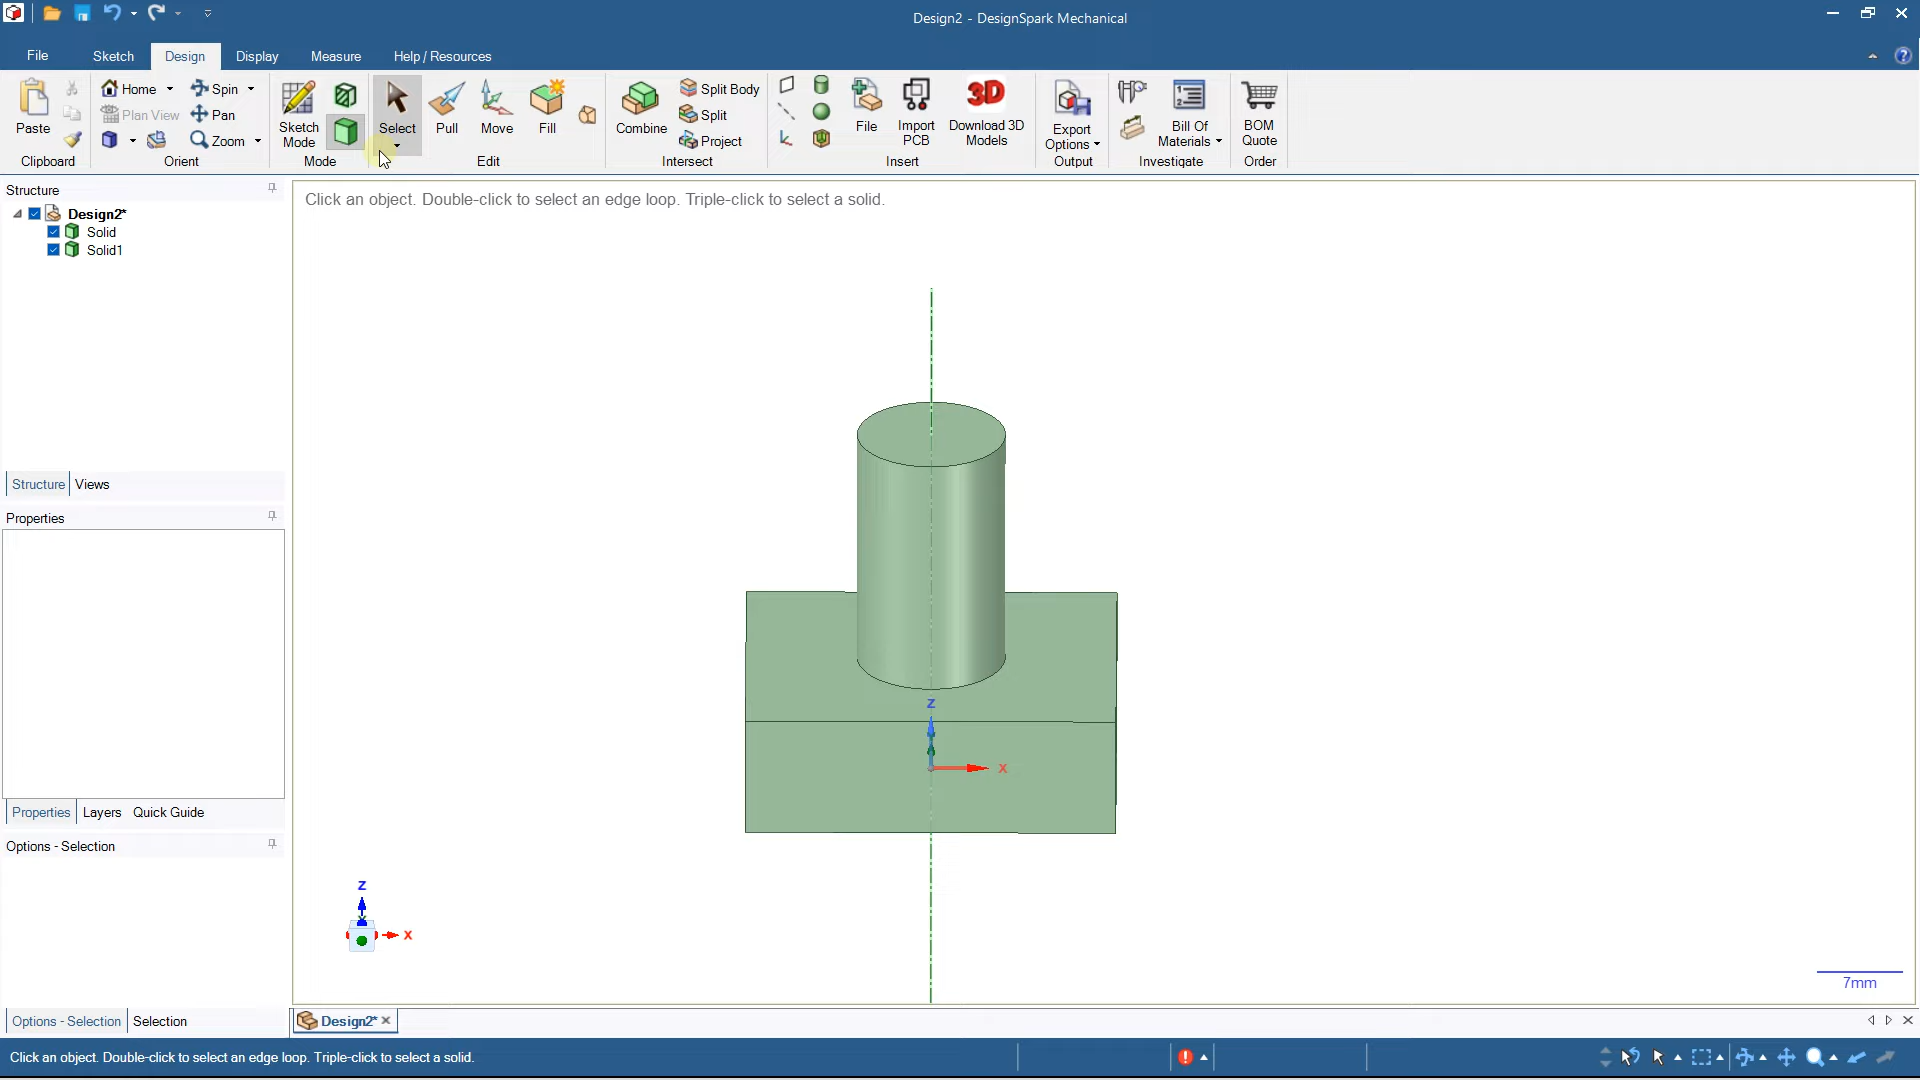 Design2 - DesignSpark Mechanical
File Sketch Design Display Measure Help / Resources
Paste
Clipboard
Home Spin
Plan View Pan
Zoom
Orient
Sketch Mode
Mode
Select Pull Move Fill
Edit
Combine
Split Body
Split
Project
Intersect
File Import PCB 3D Download 3D Models
Insert
Export Options
Output
Bill Of Materials
Investigate
BOM Quote
Order
Structure
Design2*
Solid
Solid1
Structure Views
Properties
Properties Layers Quick Guide
Options - Selection
Options - Selection Selection
Click an object. Double-click to select an edge loop. Triple-click to select a solid.
Z
X
Z
X
7mm
Design2*
Click an object. Double-click to select an edge loop. Triple-click to select a solid.